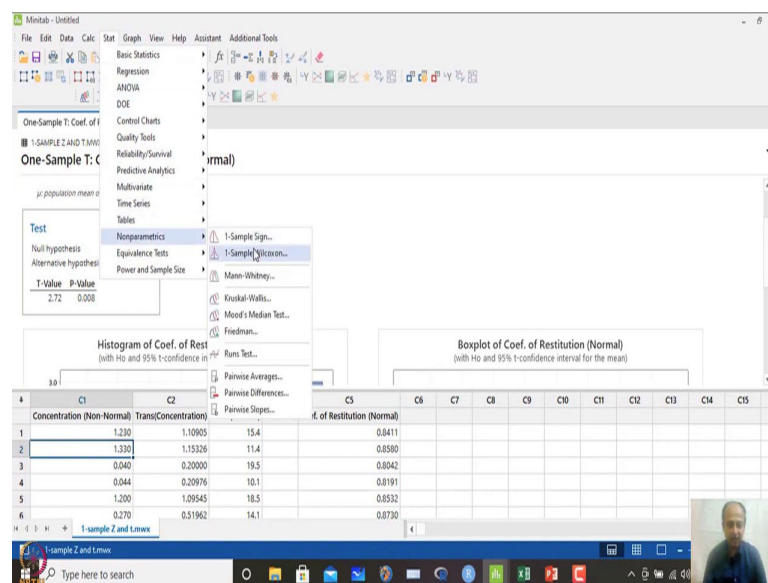 Minitab - Untitled
File Edit Data Calc Stat Graph View Help Assistant Additional Tools
Basic Statistics
Regression
ANOVA
DOE
Control Charts
Quality Tools
Reliability/Survival
Predictive Analytics
Multivariate
Time Series
Tables
Nonparametrics
Equivalence Tests
Power and Sample Size
1-Sample Sign...
1-Sample Wilcoxon...
Mann-Whitney...
Kruskal-Wallis...
Mood's Median Test...
Friedman...
Runs Test...
Pairwise Averages...
Pairwise Differences...
Pairwise Slopes...
One-Sample T: Coef. of
1-SAMPLE Z AND T.MW
One-Sample T: rmal)
μ: population mean o
Test
Null hypothesis
Alternative hypothesi
T-Value P-Value
2.72 0.008
Histogram of Coef. of Rest
(with Ho and 95% t-confidence in
3.0
Boxplot of Coef. of Restitution (Normal)
(with Ho and 95% t-confidence interval for the mean)
C1 C2 C5 C6 C7 C8 C9 C10 C11 C12 C13 C14 C15
Concentration (Non-Normal) Trans(Concentration) f. of Restitution (Normal)
1 1.230 1.10905 15.4 0.8411
2 1.330 1.15326 11.4 0.8580
3 0.040 0.20000 19.5 0.8042
4 0.044 0.20976 10.1 0.8191
5 1.200 1.09545 18.5 0.8532
6 0.270 0.51962 14.1 0.8730
1-sample Z and t.mwx
1-sample Z and t.mwx
Type here to search